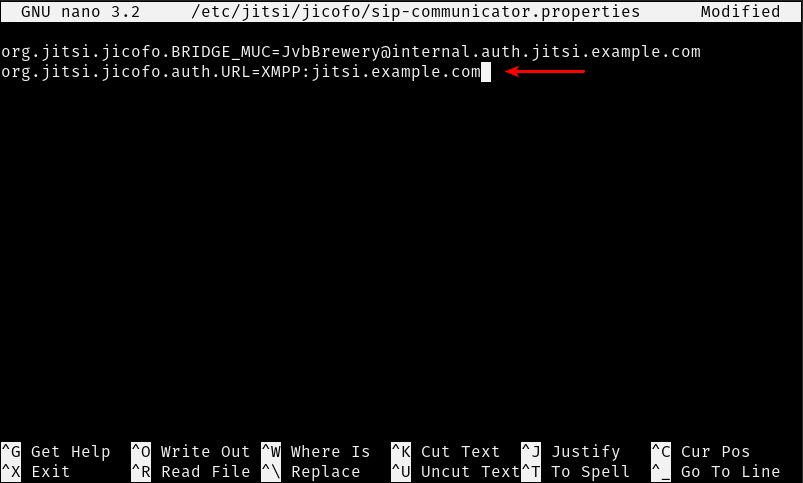 GNU nano 3.2 /etc/jitsi/jicofo/sip-communicator.properties Modified
org.jitsi.jicofo.BRIDGE_MUC=JvbBrewery@internal.auth.jitsi.example.com
org.jitsi.jicofo.auth.URL=XMPP:jitsi.example.com
^G Get Help ^O Write Out ^W Where Is ^K Cut Text ^J Justify ^C Cur Pos
^X Exit ^R Read File ^\ Replace ^U Uncut Text ^T To Spell ^_ Go To Line